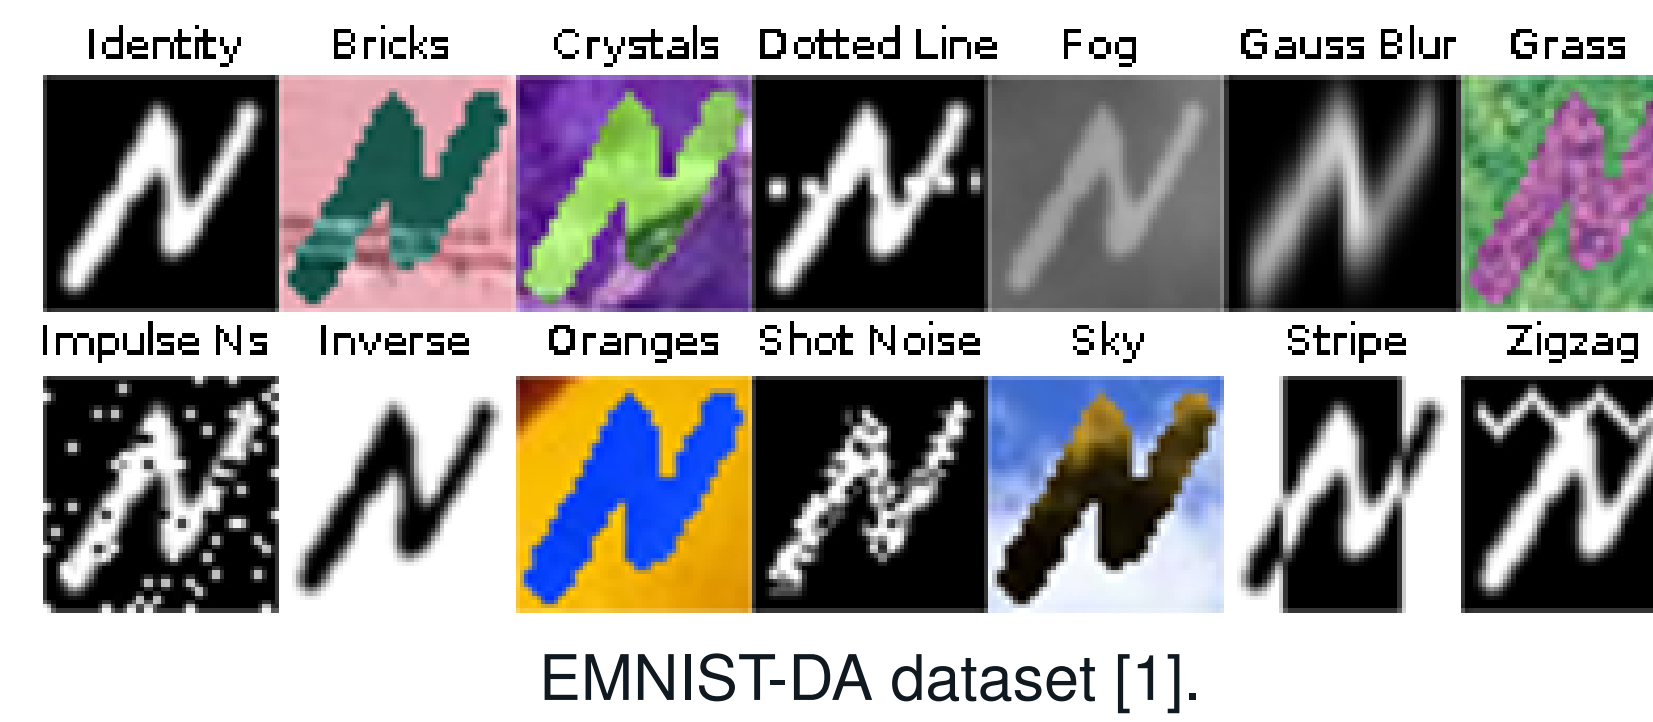 Identity Bricks Crystals Dotted Line Fog Gauss Blur Grass
Impulse Ns Inverse Oranges Shot Noise Sky Stripe Zigzag
EMNIST-DA dataset [1].